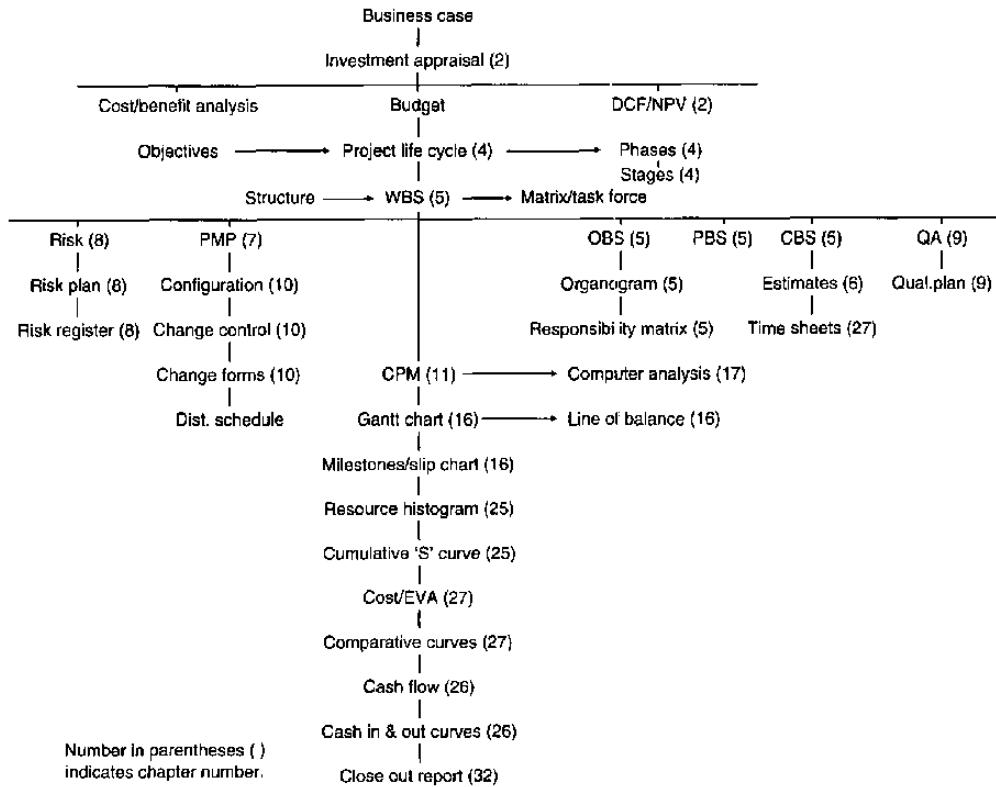 Business case
Investment appraisal (2)
Cost/benefit analysis Budget DCF/NPV (2)
Objectives Project life cycle (4) Phases (4)
Stages (4)
Structure WBS (5) Matrix/task force
Risk (8) PMP (7) OBS (5) PBS (5) CBS (5) QA (9)
Risk plan (8) Configuration (10) Organogram (5) Estimates (6) Qual.plan (9)
Risk register (8) Change control (10) Responsibility matrix (5) Time sheets (27)
Change forms (10) CPM (11) Computer analysis (17)
Dist. schedule Gantt chart (16) Line of balance (16)
Milestones/slip chart (16)
Resource histogram (25)
Cumulative 'S' curve (25)
Cost/EVA (27)
Comparative curves (27)
Cash flow (26)
Cash in & out curves (26)
Number in parentheses ( )
indicates chapter number.
Close out report (32)